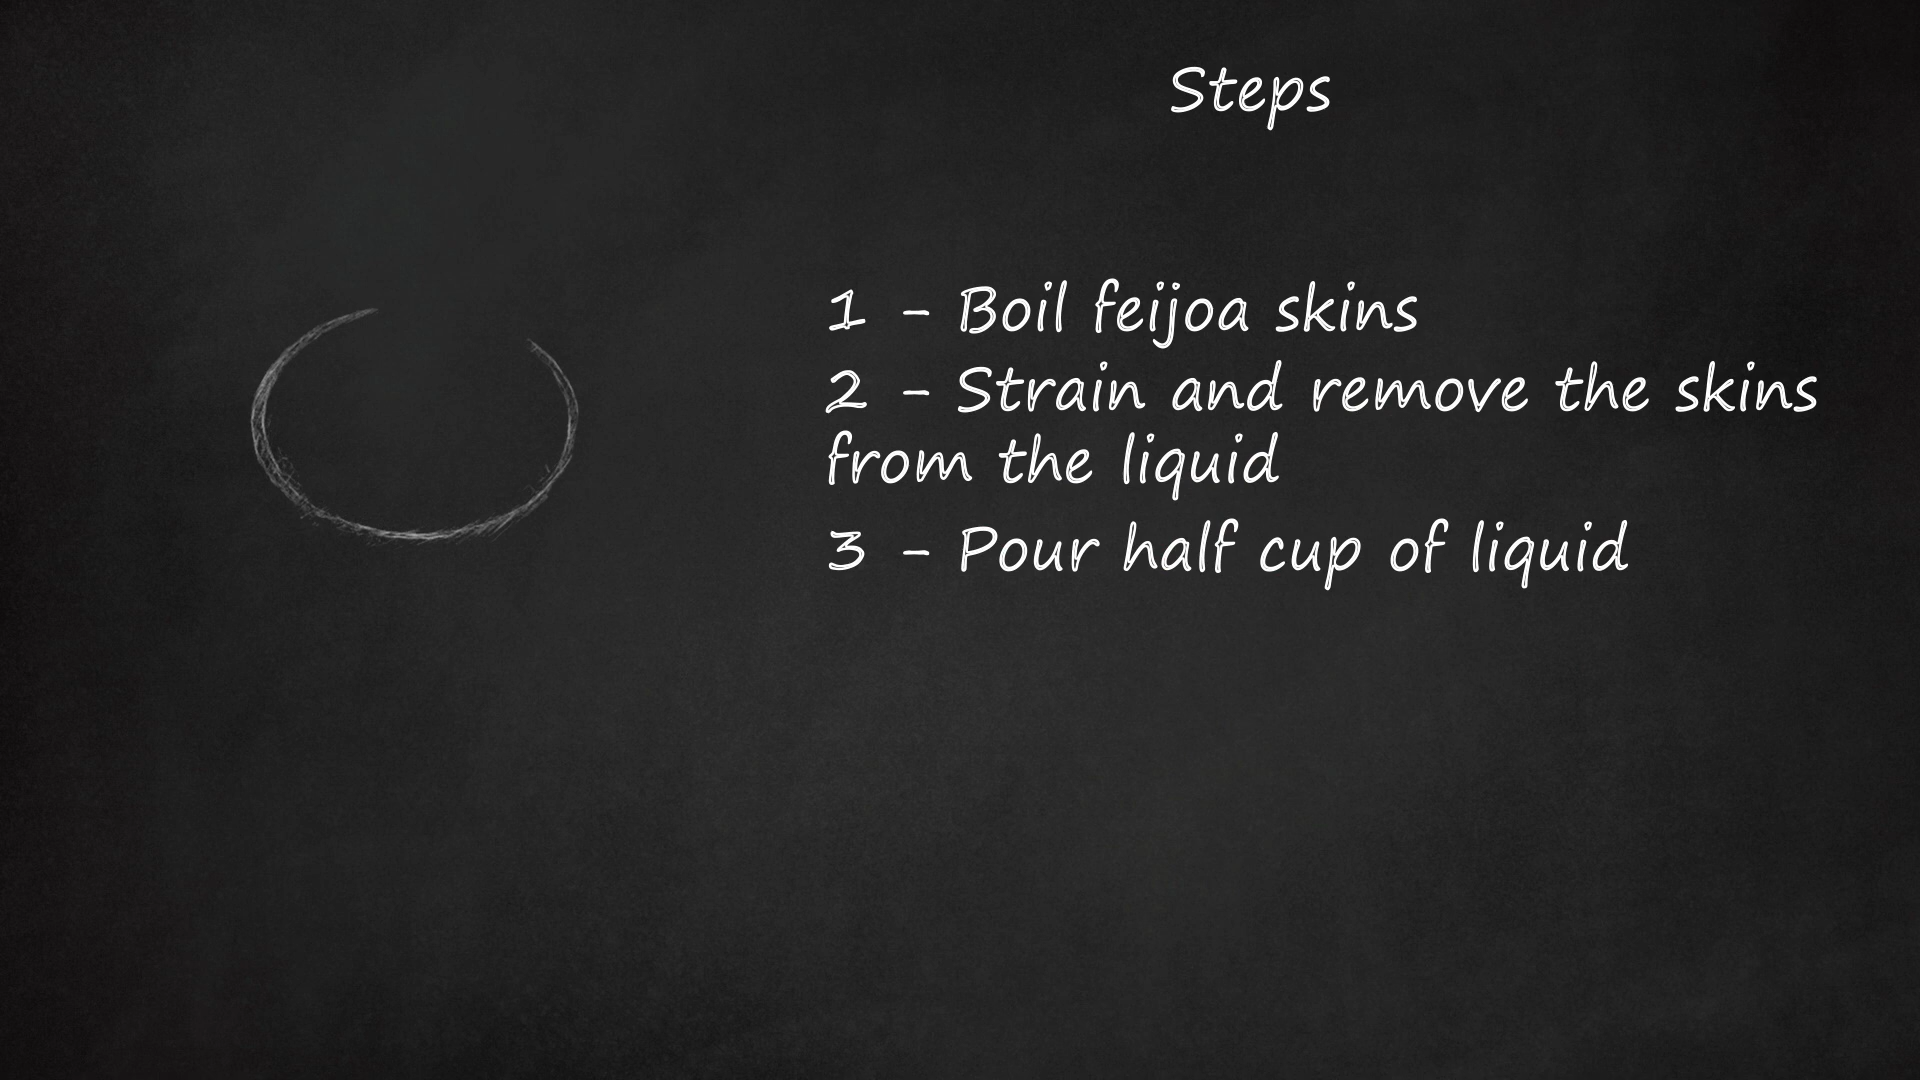 Steps
1 - Boil feijoa skins
2 - Strain and remove the skins
from the liquid
3 - Pour half cup of liquid